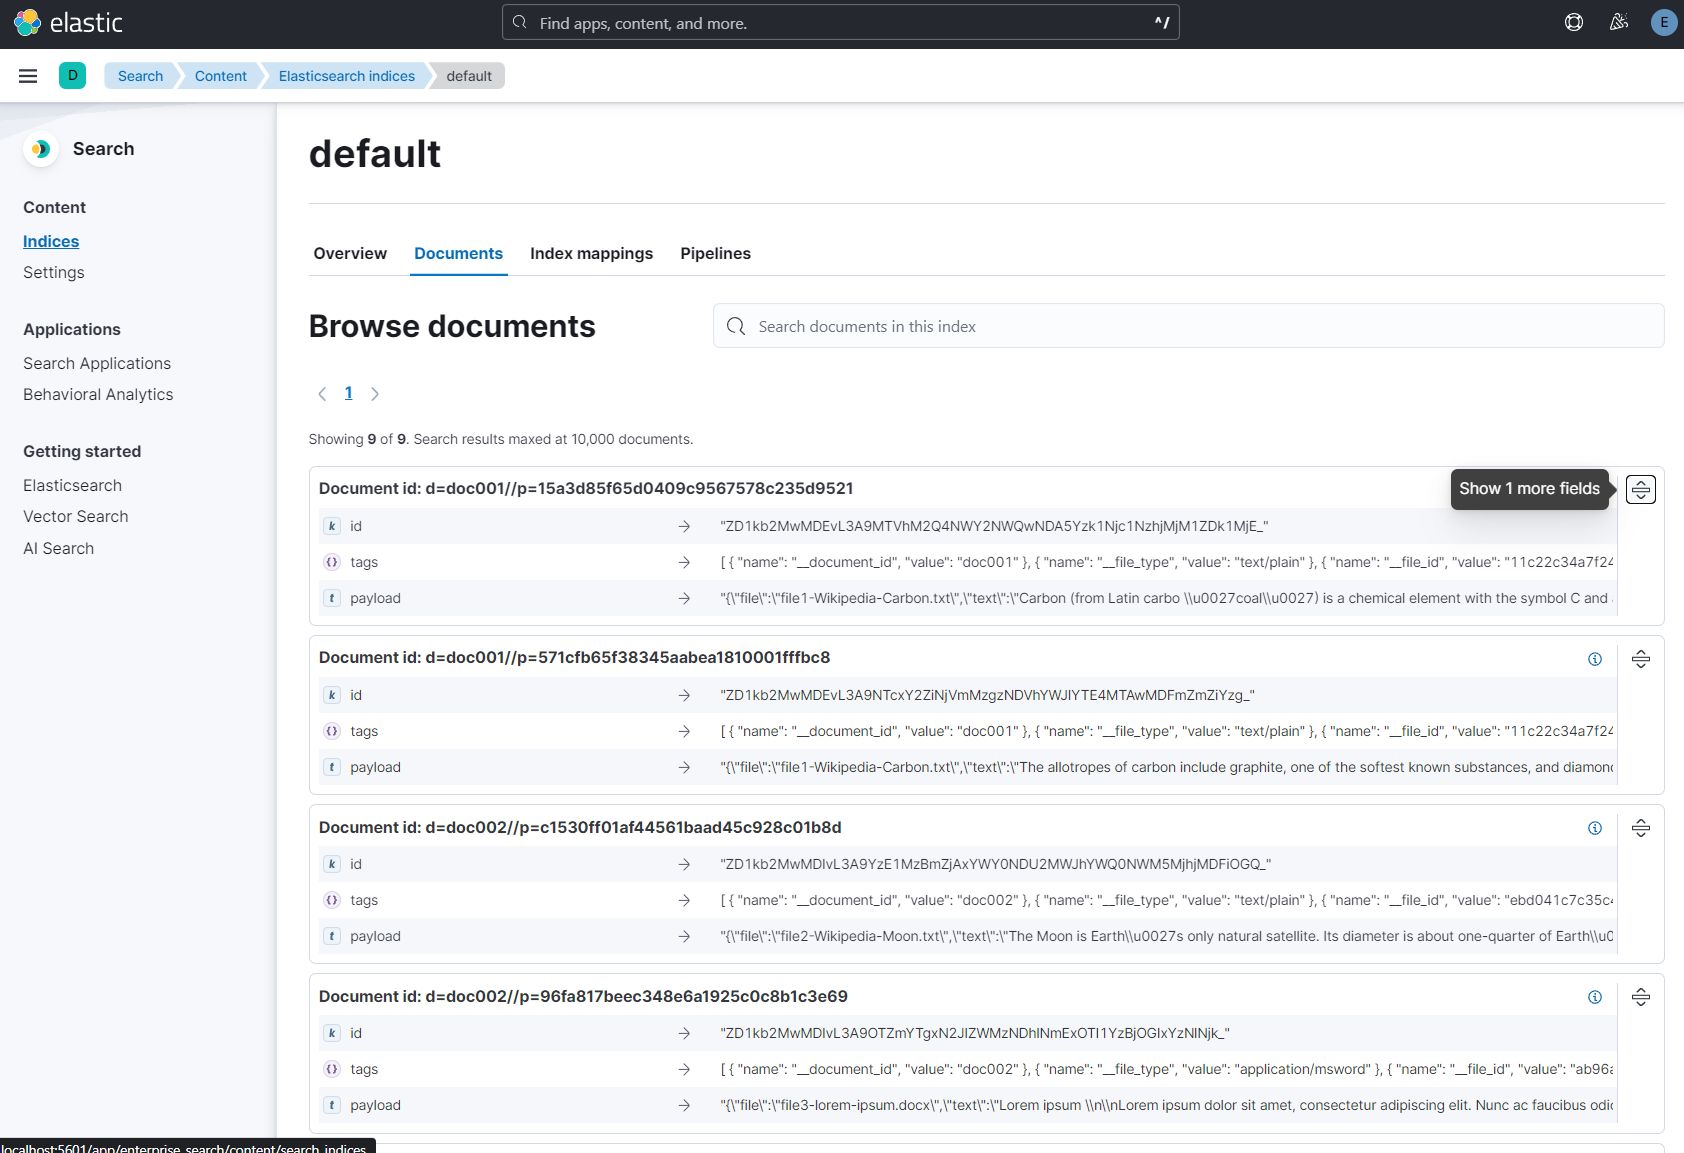 elastic
Find apps, content, and more.
^/
E
D
Search
Content
Elasticsearch indices
default
Search
Content
Indices
Settings
Applications
Search Applications
Behavioral Analytics
Getting started
Elasticsearch
Vector Search
AI Search
default
Overview
Documents
Index mappings
Pipelines
Browse documents
Search documents in this index
1
Showing 9 of 9. Search results maxed at 10,000 documents.
Document id: d=doc001//p=15a3d85f65d0409c9567578c235d9521
Show 1 more fields
k id → "ZD1kb2MwMDEvL3A9MTVhM2Q4NWY2NWQwNDA5Yzk1Njc1NzhjMjM1ZDk1MjE_"
tags → [ { "name": "__document_id", "value": "doc001" }, { "name": "__file_type", "value": "text/plain" }, { "name": "__file_id", "value": "11c22c34a7f24
t payload → "{\"file\":\"file1-Wikipedia-Carbon.txt\",\"text\":\"Carbon (from Latin carbo \\u0027coal\\u0027) is a chemical element with the symbol C and
Document id: d=doc001//p=571cfb65f38345aabea1810001fffbc8
k id → "ZD1kb2MwMDEvL3A9NTcxY2ZiNjVmMzgzNDVhYWJlYTE4MTAwMDFmZmZiYzg_"
tags → [ { "name": "__document_id", "value": "doc001" }, { "name": "__file_type", "value": "text/plain" }, { "name": "__file_id", "value": "11c22c34a7f24
t payload → "{\"file\":\"file1-Wikipedia-Carbon.txt\",\"text\":\"The allotropes of carbon include graphite, one of the softest known substances, and diamon
Document id: d=doc002//p=c1530ff01af44561baad45c928c01b8d
k id → "ZD1kb2MwMDIvL3A9YzE1MzBmZjAxYWY0NDU2MWJhYWQ0NWM5MjhjMDFiOGQ_"
tags → [ { "name": "__document_id", "value": "doc002" }, { "name": "__file_type", "value": "text/plain" }, { "name": "__file_id", "value": "ebd041c7c35c4
t payload → "{\"file\":\"file2-Wikipedia-Moon.txt\",\"text\":\"The Moon is Earth\\u0027s only natural satellite. Its diameter is about one-quarter of Earth\\u0
Document id: d=doc002//p=96fa817beec348e6a1925c0c8b1c3e69
k id → "ZD1kb2MwMDIvL3A9OTZmYTgxN2JlZWMzNDhlNmExOTI1YzBjOGIxYzNlNjk_"
tags → [ { "name": "__document_id", "value": "doc002" }, { "name": "__file_type", "value": "application/msword" }, { "name": "__file_id", "value": "ab96a
t payload → "{\"file\":\"file3-lorem-ipsum.docx\",\"text\":\"Lorem ipsum \\n\\nLorem ipsum dolor sit amet, consectetur adipiscing elit. Nunc ac faucibus odi
localhost:5601/app/enterprise_search/content/search_indices